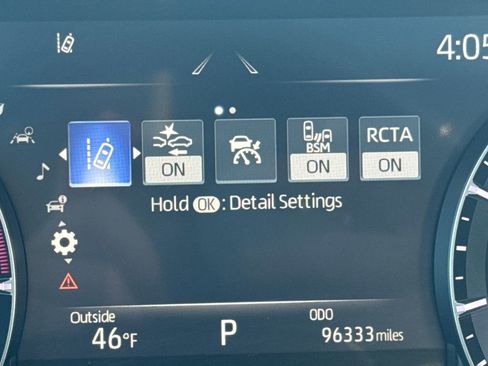 4:05
BSM
RCTA
ON
ON
ON
Hold OK : Detail Settings
Outside
ODO
46°F
P
96333 miles